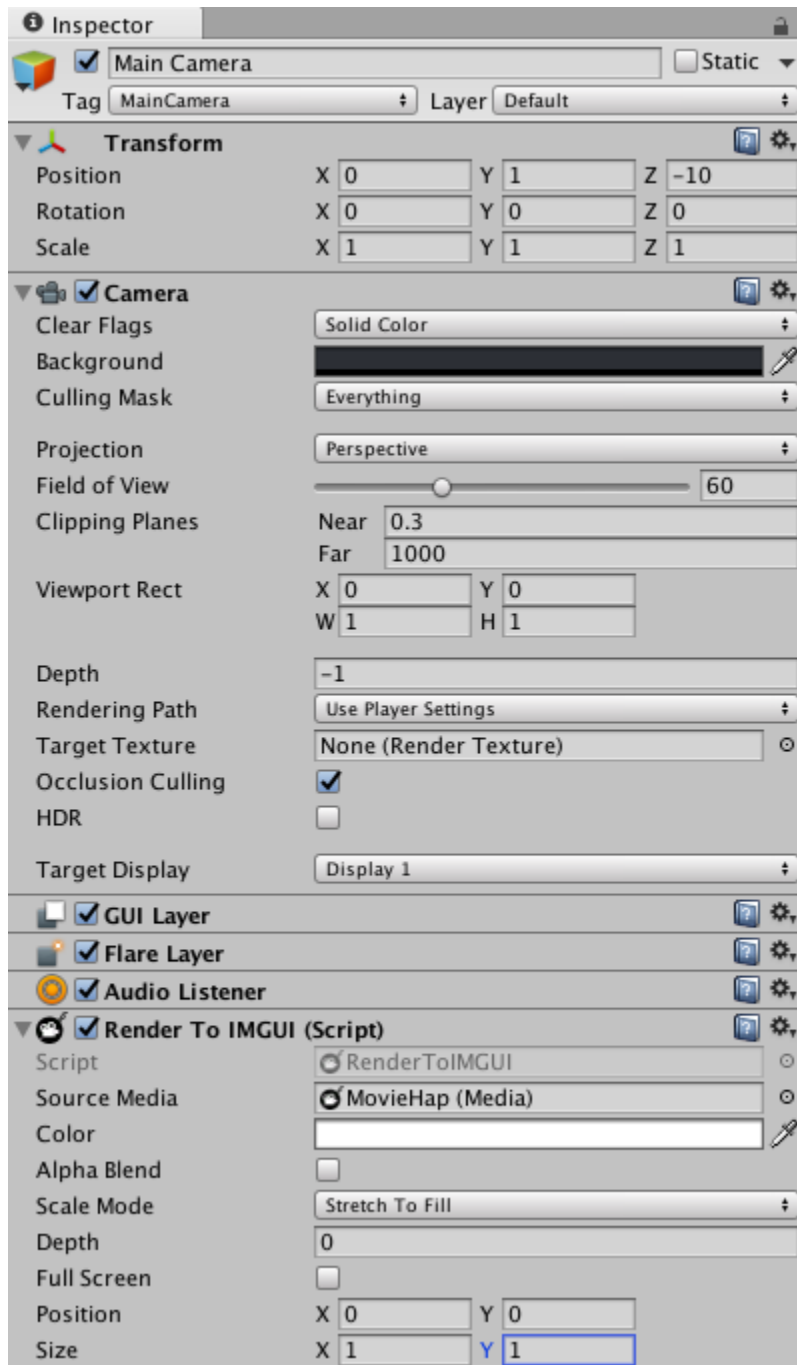 Inspector
Main Camera Static
Tag MainCamera Layer Default
Transform
Position X 0 Y 1 Z -10
Rotation X 0 Y 0 Z 0
Scale X 1 Y 1 Z 1
Camera
Clear Flags Solid Color
Background
Culling Mask Everything
Projection Perspective
Field of View 60
Clipping Planes Near 0.3
Far 1000
Viewport Rect X 0 Y 0
W 1 H 1
Depth -1
Rendering Path Use Player Settings
Target Texture None (Render Texture)
Occlusion Culling
HDR
Target Display Display 1
GUI Layer
Flare Layer
Audio Listener
Render To IMGUI (Script)
Script RenderToIMGUI
Source Media MovieHap (Media)
Color
Alpha Blend
Scale Mode Stretch To Fill
Depth 0
Full Screen
Position X 0 Y 0
Size X 1 Y 1